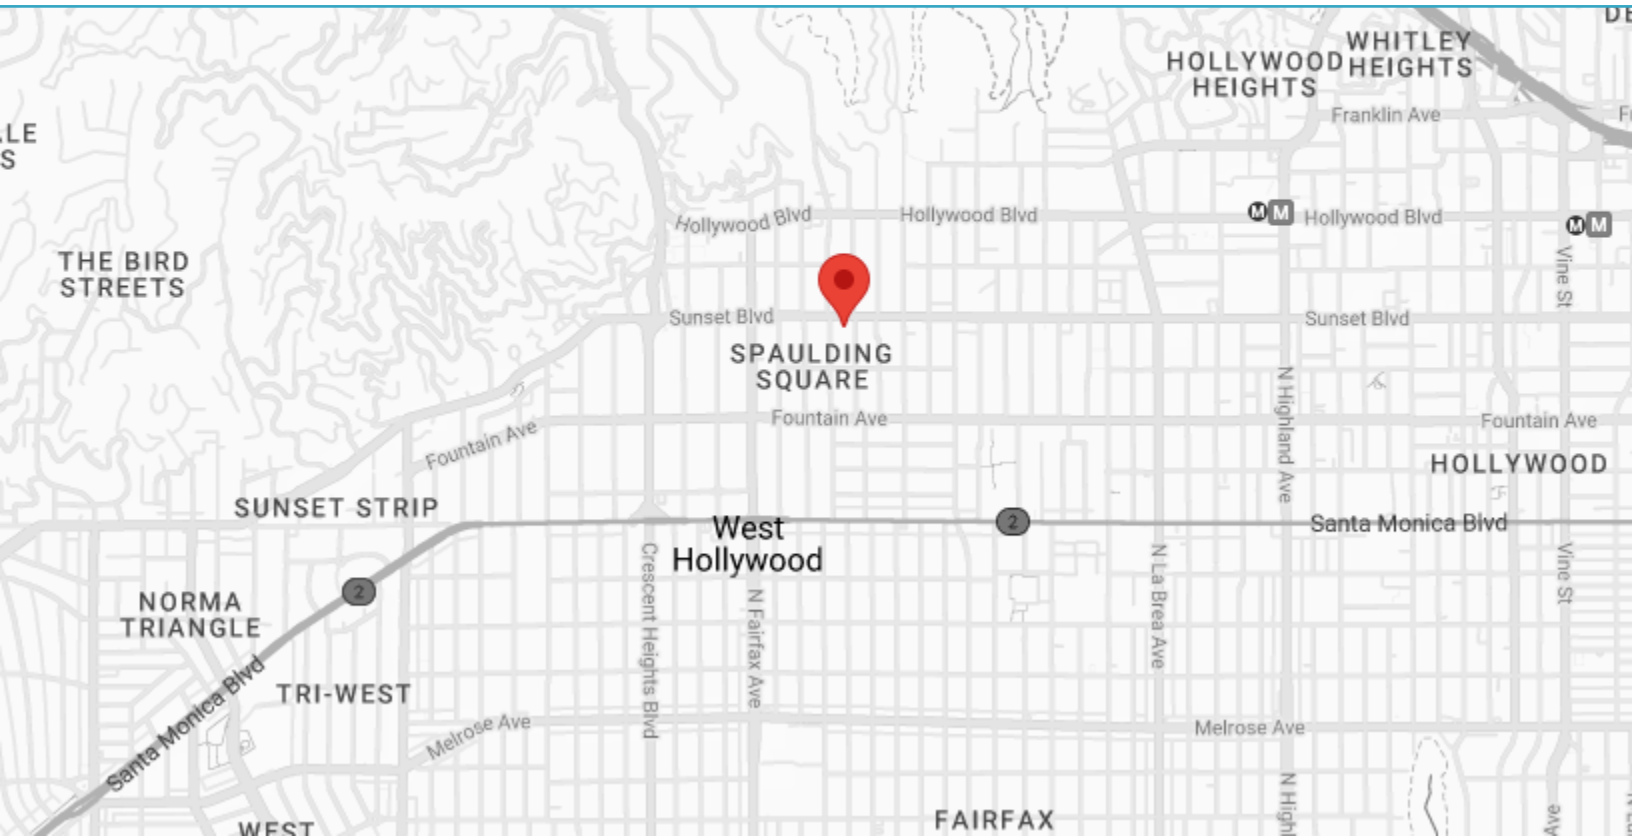 WHITLEY
HEIGHTS
HOLLYWOOD
HEIGHTS
Franklin Ave
Hollywood Blvd
Hollywood Blvd
M M
Hollywood Blvd
M M
THE BIRD
STREETS
Vine St
Sunset Blvd
Sunset Blvd
SPAULDING
SQUARE
N Highland Ave
Fountain Ave
Fountain Ave
Fountain Ave
HOLLYWOOD
SUNSET STRIP
West
Hollywood
2
Santa Monica Blvd
2
Crescent Heights Blvd
N Fairfax Ave
N La Brea Ave
Vine St
NORMA
TRIANGLE
Santa Monica Blvd
TRI-WEST
Melrose Ave
Melrose Ave
FAIRFAX
WEST
N Highl
Ave